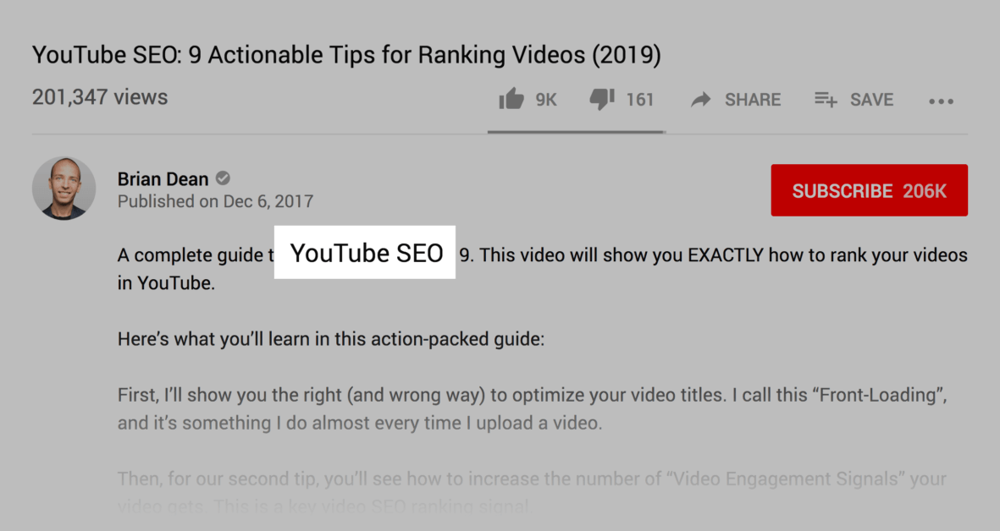 YouTube SEO: 9 Actionable Tips for Ranking Videos (2019)
201,347 views
9K
161
SHARE
SAVE
Brian Dean
Published on Dec 6, 2017
SUBSCRIBE 206K
A complete guide t YouTube SEO 9. This video will show you EXACTLY how to rank your videos
in YouTube.
Here’s what you’ll learn in this action-packed guide:
First, I’ll show you the right (and wrong way) to optimize your video titles. I call this “Front-Loading”,
and it’s something I do almost every time I upload a video.
Then, for our second tip, you’ll see how to increase the number of “Video Engagement Signals” your
video gets. This is a key video SEO ranking signal